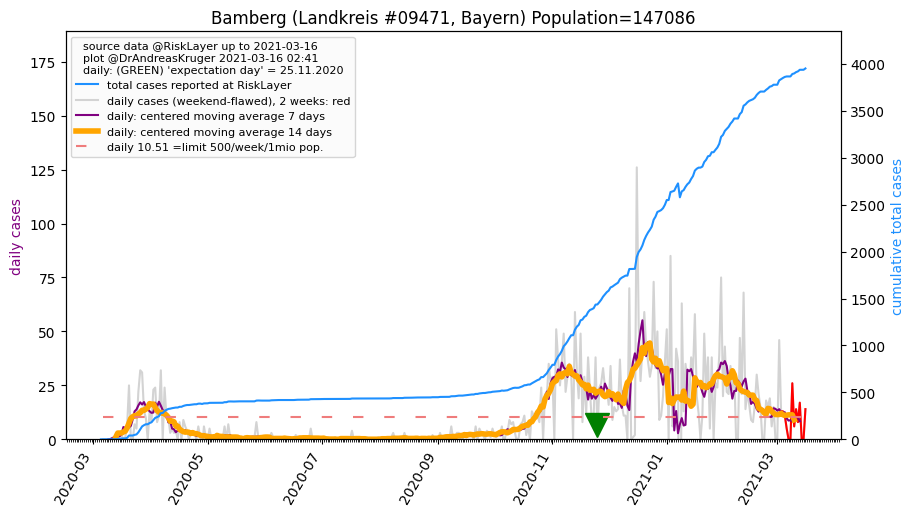 Bamberg (Landkreis #09471, Bayern) Population=147086
source data @RiskLayer up to 2021-03-16
plot @DrAndreasKruger 2021-03-16 02:41
daily: (GREEN) 'expectation day' = 25.11.2020
total cases reported at RiskLayer
daily cases (weekend-flawed), 2 weeks: red
daily: centered moving average 7 days
daily: centered moving average 14 days
daily 10.51 =limit 500/week/1mio pop.
daily cases
175
150
125
100
75
50
25
0
cumulative total cases
4000
3500
3000
2500
2000
1500
1000
500
0
2020-03
2020-05
2020-07
2020-09
2020-11
2021-01
2021-03